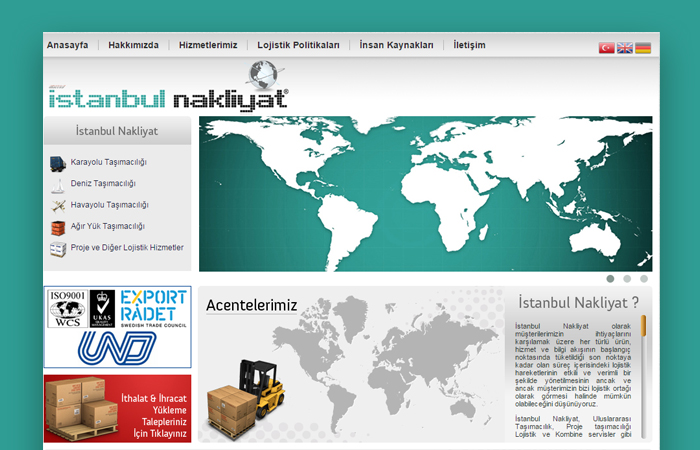 Anasayfa | Hakkımızda | Hizmetlerimiz | Lojistik Politikaları | İnsan Kaynakları | İletişim
istanbul nakliyat®
İstanbul Nakliyat
Karayolu Taşımacılığı
Deniz Taşımacılığı
Havayolu Taşımacılığı
Ağır Yük Taşımacılığı
Proje ve Diğer Lojistik Hizmetler
ISO9001
WCS
UKAS
EXPORT
RÅDET
SWEDISH TRADE COUNCIL
UND
İthalat & İhracat
Yükleme
Talepleriniz
İçin Tıklayınız
Acentelerimiz
İstanbul Nakliyat ?
İstanbul Nakliyat olarak
müşterilerimizin ihtiyaçlarını
karşılamak üzere her türlü ürün,
hizmet ve bilgi akışının başlangıç
noktasında tüketildiği son noktaya
kadar olan süreç içerisindeki lojistik
hareketlerinin etkili ve verimli bir
şekilde yönetilmesinin ancak ve
ancak müşterimizin bizi lojistik ortağı
olarak görmesi halinde mümkün
olabileceğini düşünüyoruz.
İstanbul Nakliyat, Uluslararası
Taşımacılık, Proje taşımacılığı
Lojistik ve Kombine servisler gibi